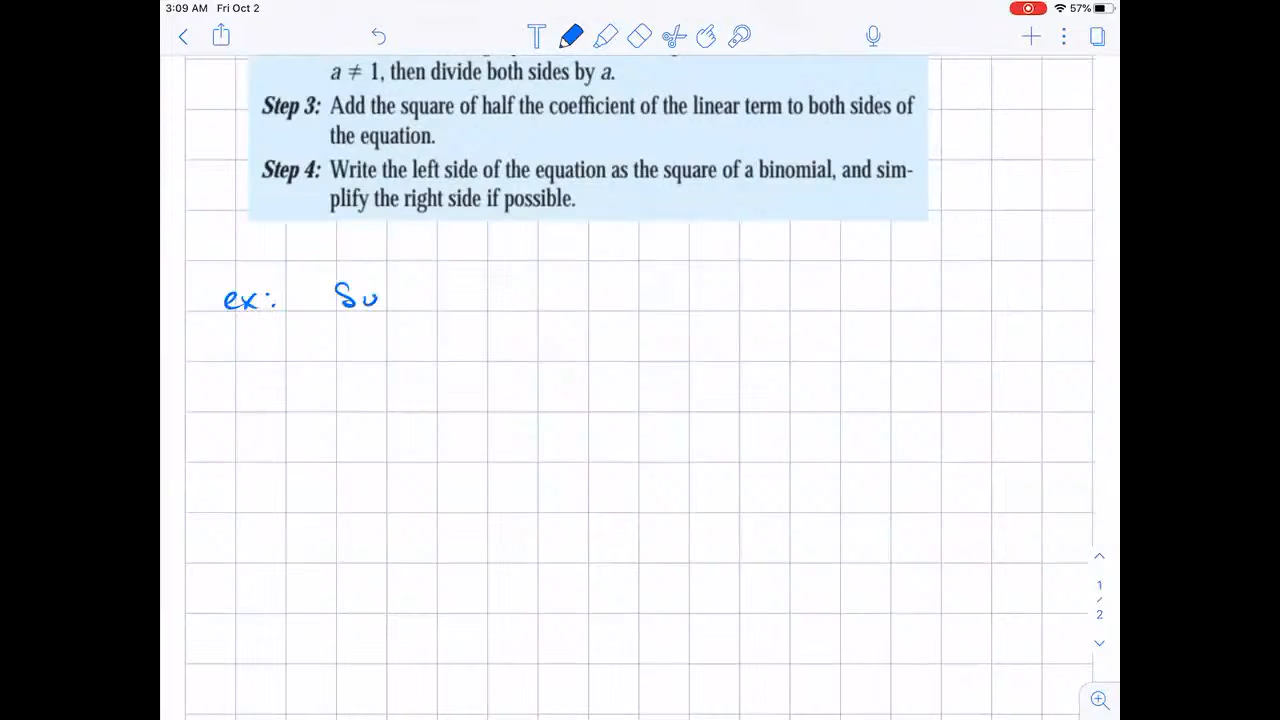 3:09 AM Fri Oct 2
57%
a ≠ 1, then divide both sides by a.
Step 3: Add the square of half the coefficient of the linear term to both sides of
the equation.
Step 4: Write the left side of the equation as the square of a binomial, and sim-
plify the right side if possible.
ex: So
1
/
2